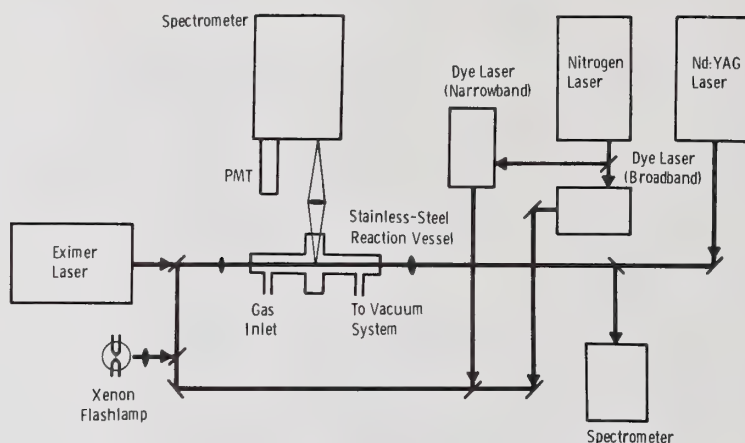 Spectrometer
Nitrogen
Laser
Nd:YAG
Laser
Dye Laser
(Narrowband)
Dye Laser
(Broadband)
PMT
Stainless-Steel
Reaction Vessel
Eximer
Laser
Gas
Inlet
To Vacuum
System
Xenon
Flashlamp
Spectrometer